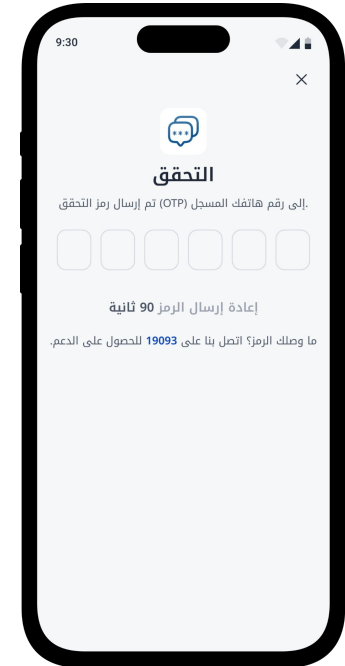 9:30
التحقق
تم إرسال رمز التحقق (OTP) إلى رقم هاتفك المسجل.
إعادة إرسال الرمز 90 ثانية
ما وصلك الرمز؟ اتصل بنا على 19093 للحصول على الدعم.